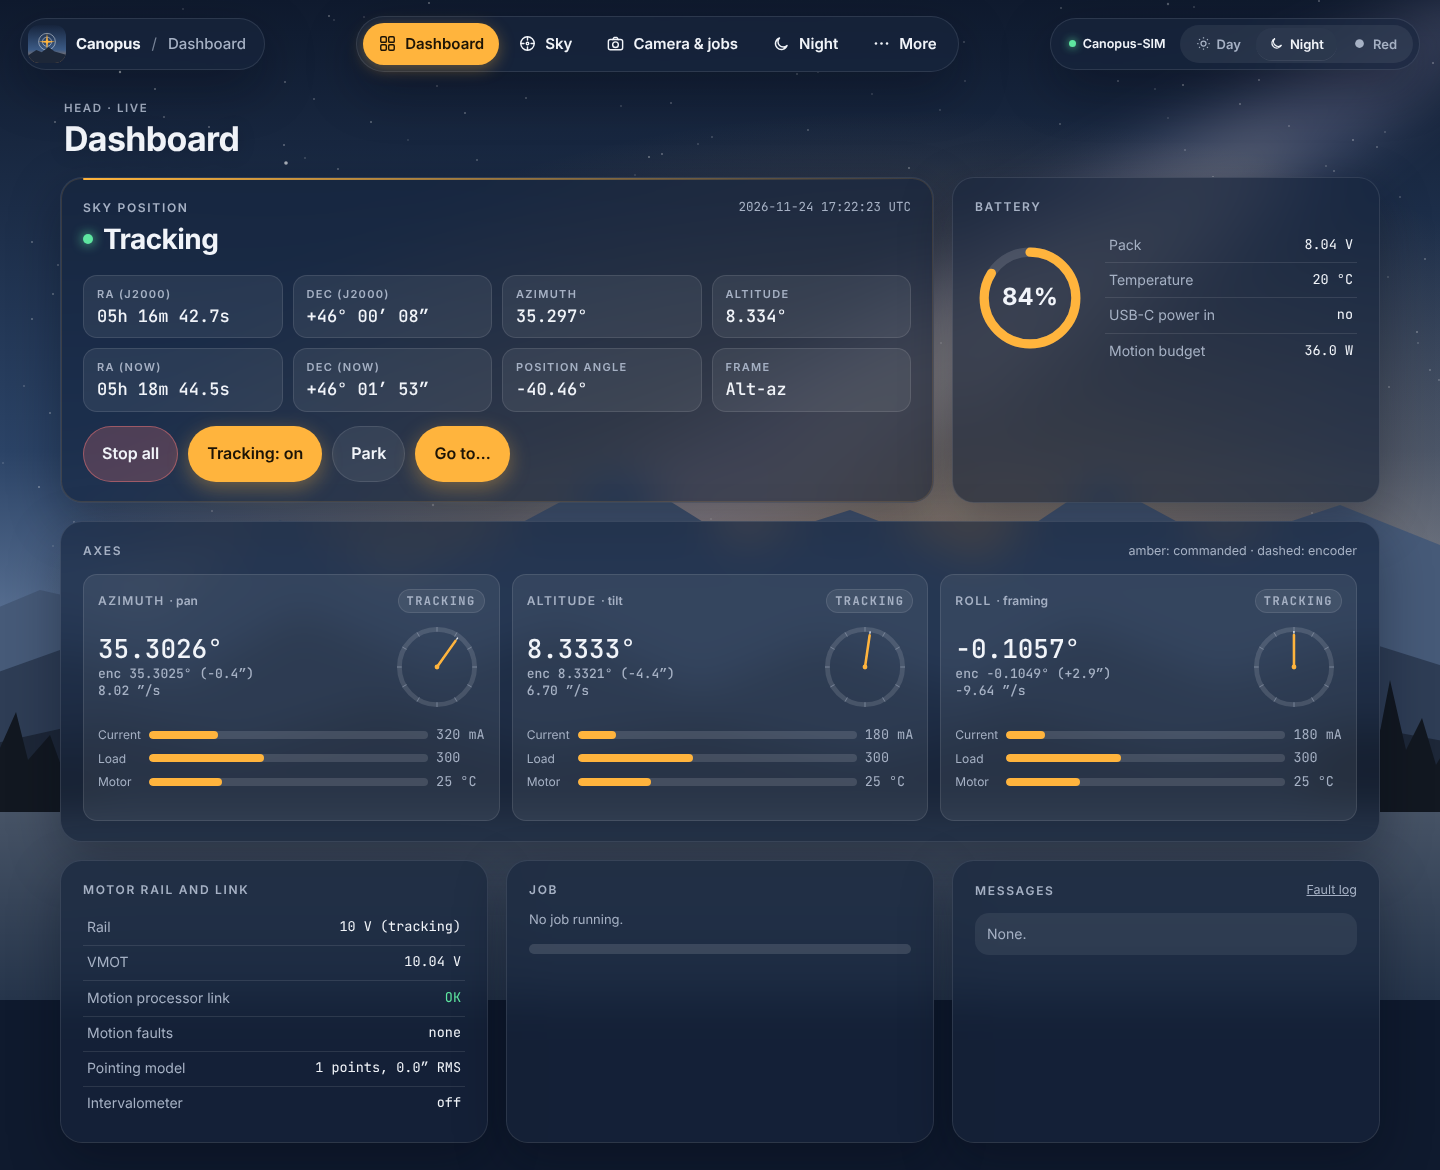 Canopus / Dashboard
Dashboard
Sky
Camera & jobs
Night
More
Canopus-SIM
Day
Night
Red
HEAD · LIVE
Dashboard
SKY POSITION
2026-11-24 17:22:23 UTC
Tracking
RA (J2000)
05h 16m 42.7s
DEC (J2000)
+46° 00′ 08″
AZIMUTH
35.297°
ALTITUDE
8.334°
RA (NOW)
05h 18m 44.5s
DEC (NOW)
+46° 01′ 53″
POSITION ANGLE
-40.46°
FRAME
Alt-az
Stop all
Tracking: on
Park
Go to…
BATTERY
84%
Pack 8.04 V
Temperature 20 °C
USB-C power in no
Motion budget 36.0 W
AXES
amber: commanded · dashed: encoder
AZIMUTH · pan
TRACKING
35.3026°
enc 35.3025° (-0.4″)
8.02 ″/s
Current 320 mA
Load 300
Motor 25 °C
ALTITUDE · tilt
TRACKING
8.3333°
enc 8.3321° (-4.4″)
6.70 ″/s
Current 180 mA
Load 300
Motor 25 °C
ROLL · framing
TRACKING
-0.1057°
enc -0.1049° (+2.9″)
-9.64 ″/s
Current 180 mA
Load 300
Motor 25 °C
MOTOR RAIL AND LINK
Rail 10 V (tracking)
VMOT 10.04 V
Motion processor link OK
Motion faults none
Pointing model 1 points, 0.0″ RMS
Intervalometer off
JOB
No job running.
MESSAGES
Fault log
None.